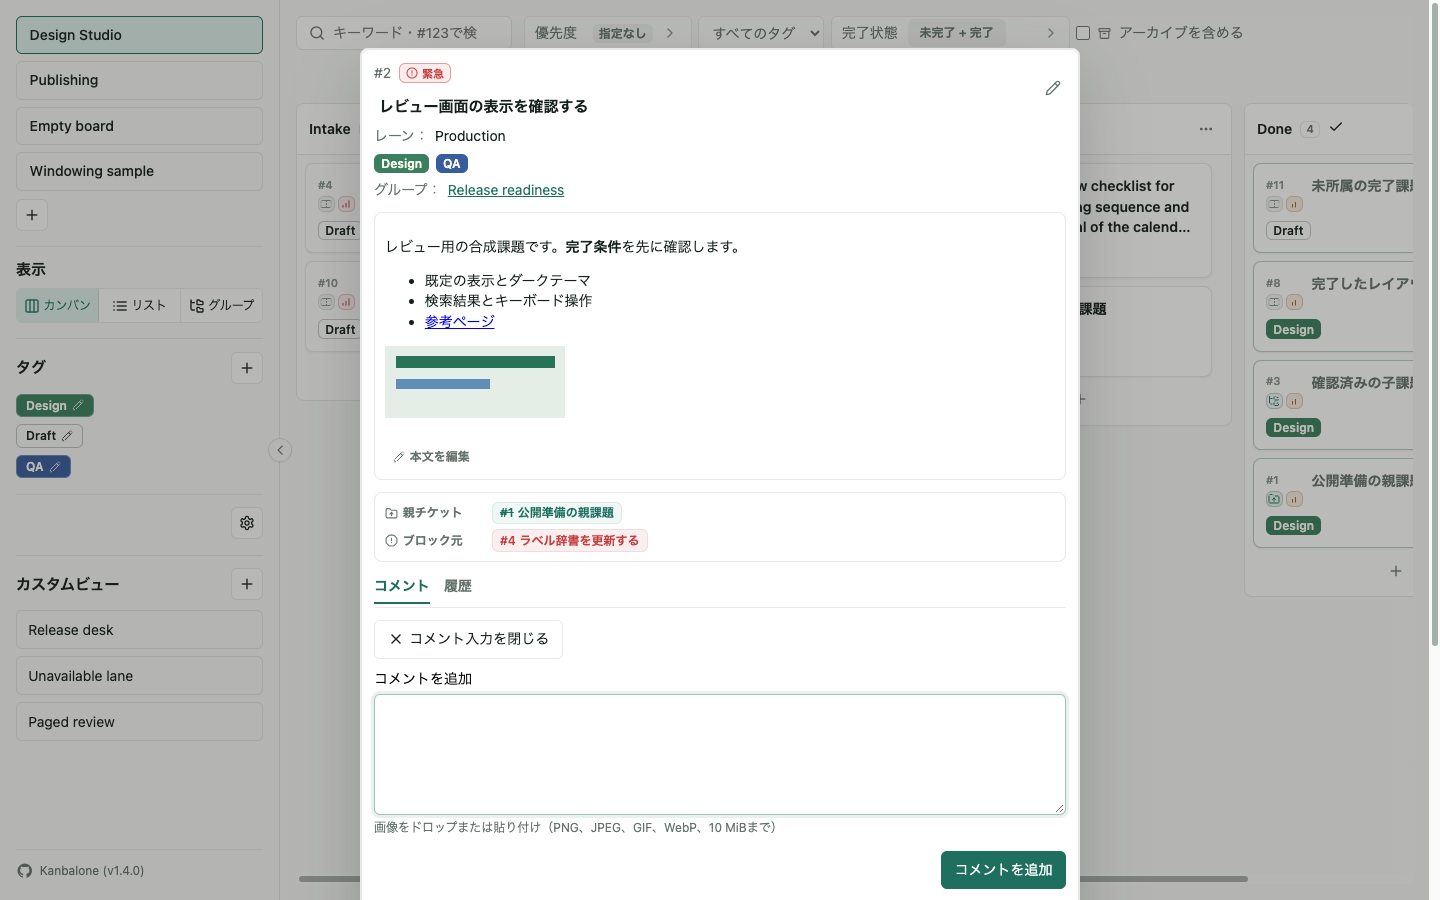 Design Studio
Publishing
Empty board
Windowing sample
表示
カンバン
リスト
グループ
タグ
Design
Draft
QA
カスタムビュー
Release desk
Unavailable lane
Paged review
Kanbalone (v1.4.0)
キーワード・#123で検
優先度 指定なし
すべてのタグ
完了状態 未完了 + 完了
アーカイブを含める
Intake
#4
Draft
#10
Draft
#2 緊急
レビュー画面の表示を確認する
レーン： Production
Design QA
グループ： Release readiness
レビュー用の合成課題です。完了条件を先に確認します。
既定の表示とダークテーマ
検索結果とキーボード操作
参考ページ
本文を編集
親チケット #1 公開準備の親課題
ブロック元 #4 ラベル辞書を更新する
コメント 履歴
コメント入力を閉じる
コメントを追加
画像をドロップまたは貼り付け（PNG、JPEG、GIF、WebP、10 MiBまで）
コメントを追加
checklist for
sequence and
of the calend...
課題
Done 4
#11 未所属の完了課
Draft
#8 完了したレイア
Design
#3 確認済みの子課
Design
#1 公開準備の親課
Design